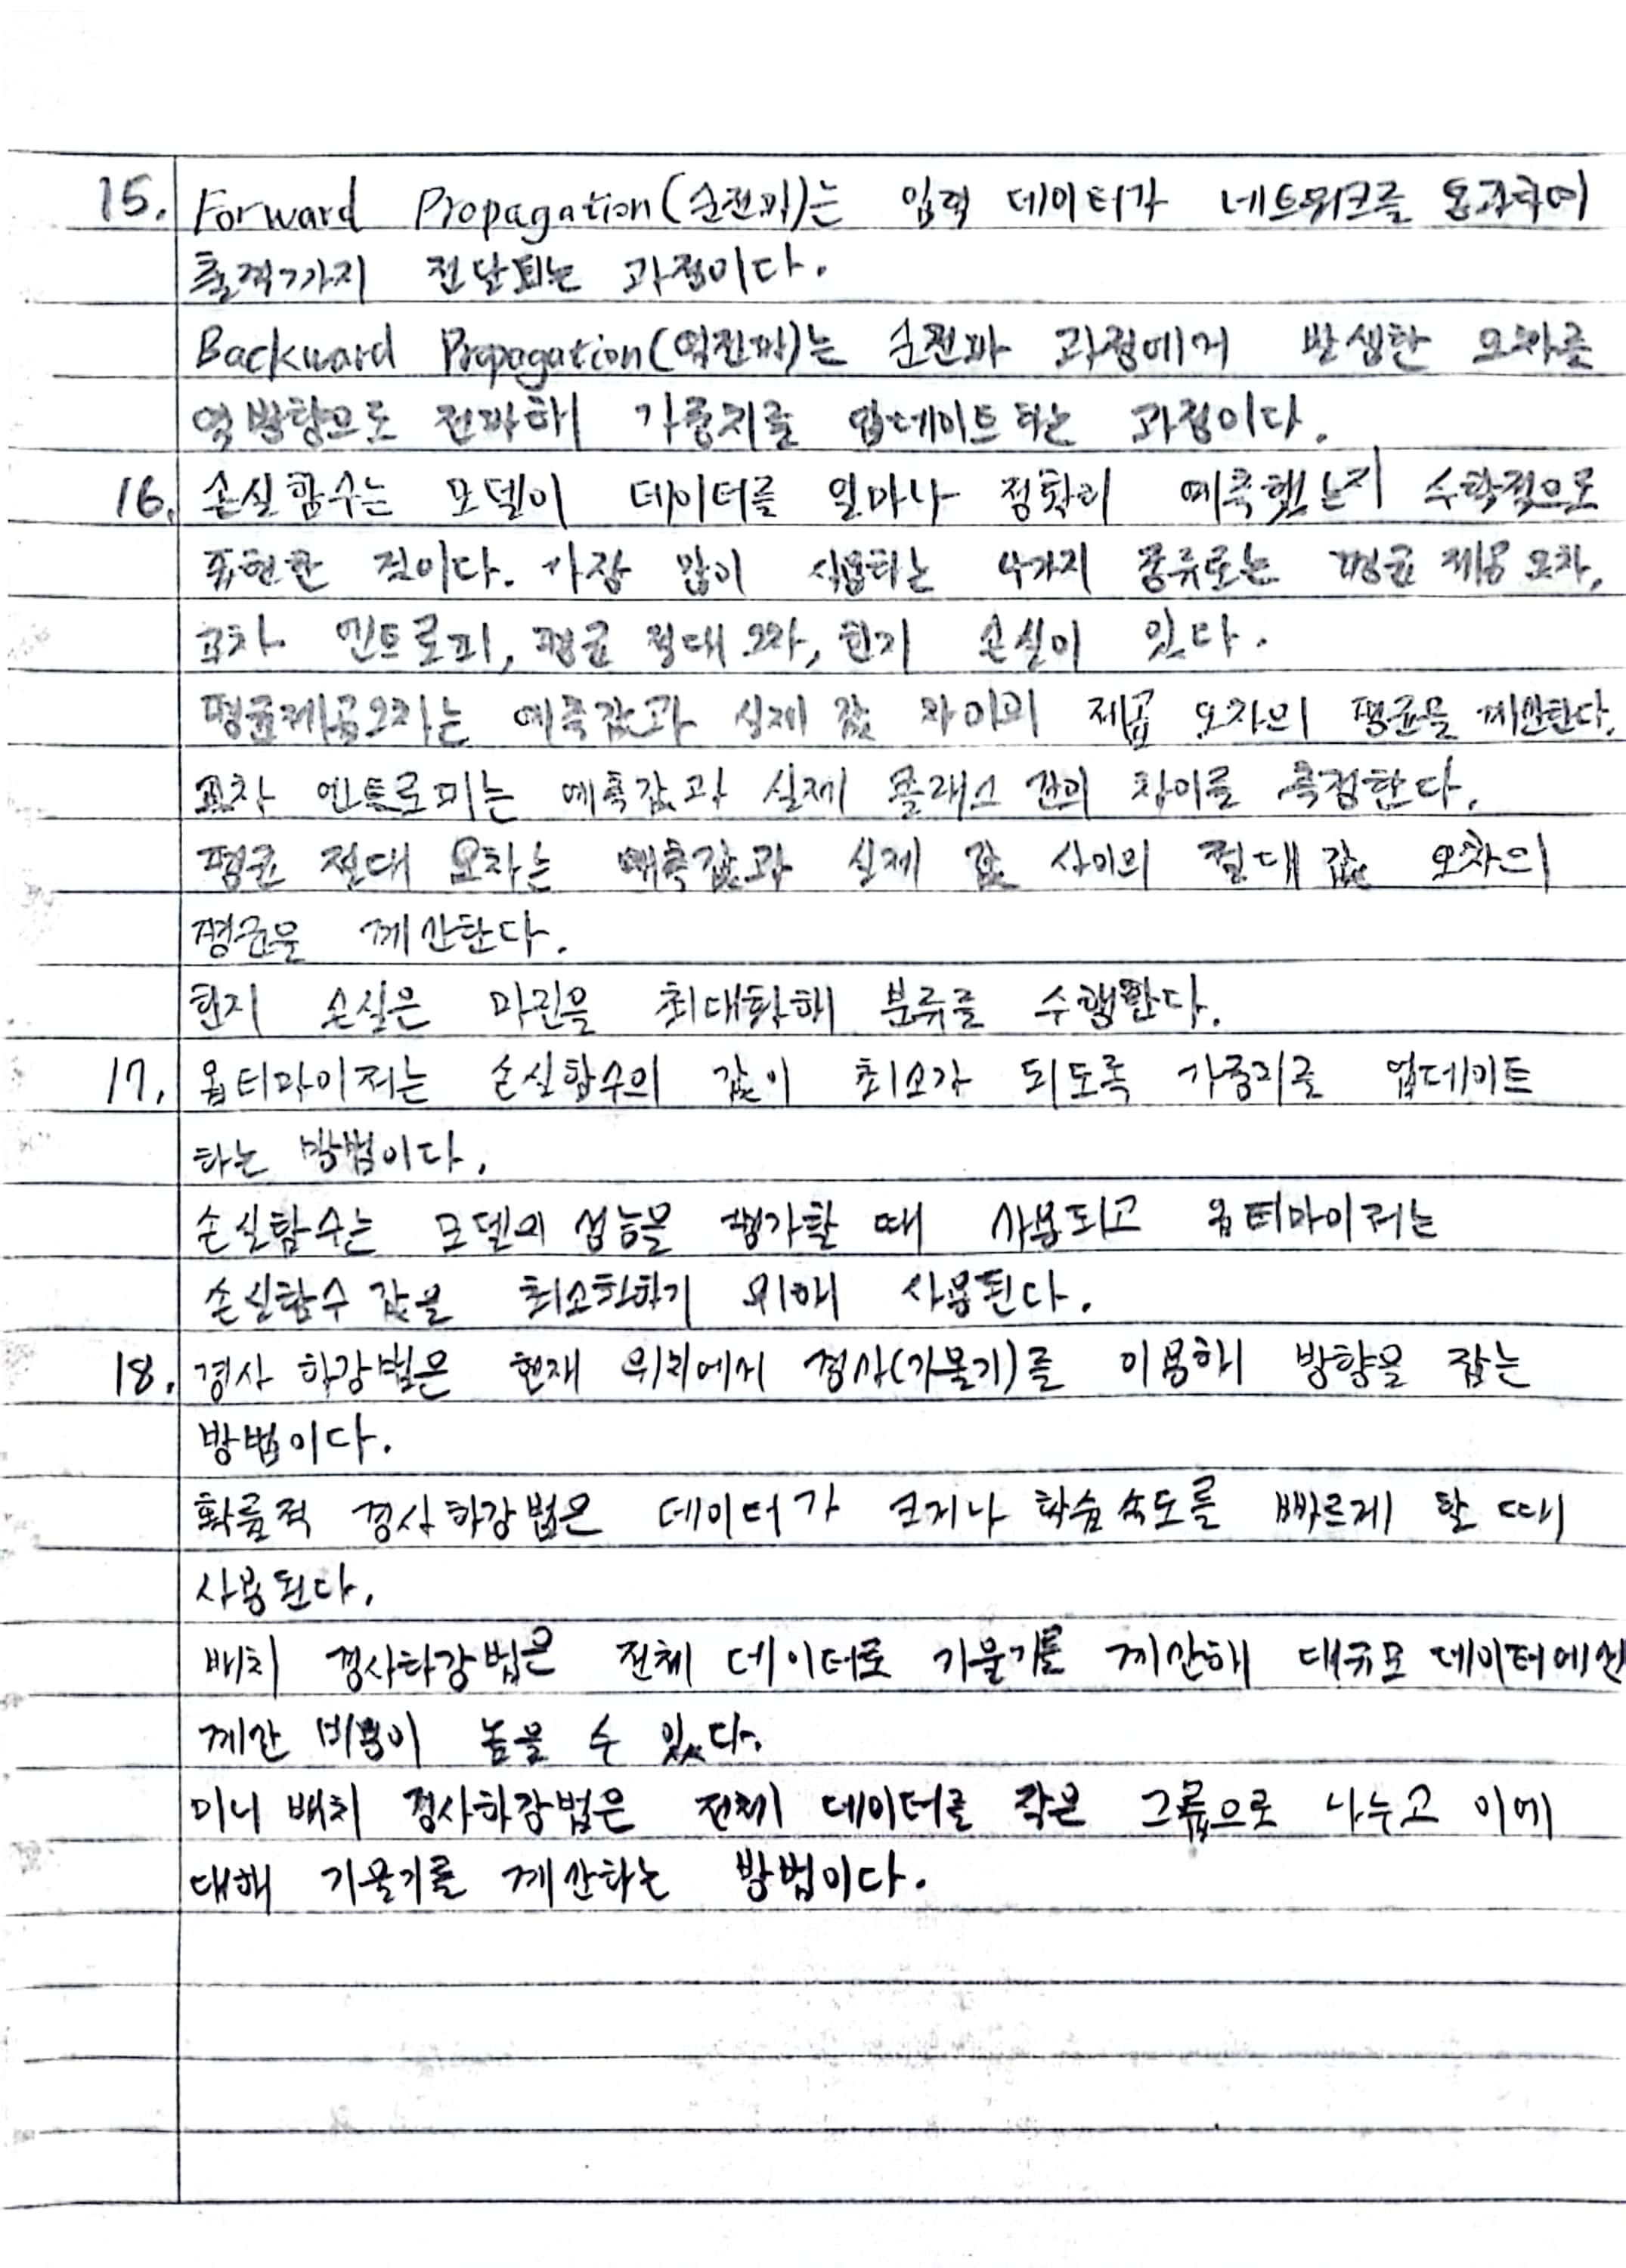 15. Forward Propagation(순전파)는 입력 데이터가 네트워크를 통과하여
출력까지 전달되는 과정이다.
Backward Propagation(역전파)는 순전파 과정에서 발생한 오차를
역방향으로 전파해 가중치를 업데이트하는 과정이다.
16. 손실함수는 모델이 데이터를 얼마나 정확히 예측했는지 수학적으로
표현한 것이다. 가장 많이 사용하는 4가지 종류로는 평균 제곱 오차,
교차 엔트로피, 평균 절대 오차, 힌지 손실이 있다.
평균제곱오차는 예측값과 실제 값 차이의 제곱 오차의 평균을 계산한다.
교차 엔트로피는 예측값과 실제 클래스 간의 차이를 측정한다.
평균 절대 오차는 예측값과 실제 값 사이의 절대 값 오차의
평균을 계산한다.
힌지 손실은 마진을 최대화해 분류를 수행한다.
17. 옵티마이저는 손실함수의 값이 최소가 되도록 가중치를 업데이트
하는 방법이다.
손실함수는 모델의 성능을 평가할 때 사용되고 옵티마이저는
손실함수 값을 최소화하기 위해 사용된다.
18. 경사 하강법은 현재 위치에서 경사(기울기)를 이용해 방향을 잡는
방법이다.
확률적 경사하강법은 데이터가 크거나 학습 속도를 빠르게 할 때
사용된다.
배치 경사하강법은 전체 데이터로 기울기를 계산해 대규모 데이터에선
계산 비용이 높을 수 있다.
미니 배치 경사하강법은 전체 데이터를 작은 그룹으로 나누고 이에
대해 기울기를 계산하는 방법이다.